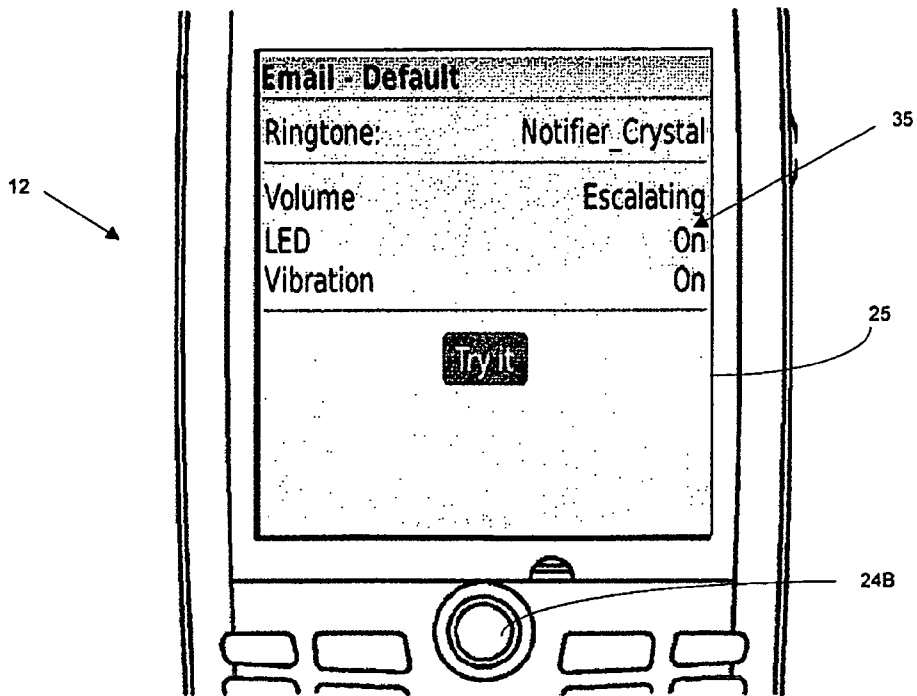 Email - Default
Ringtone: Notifier_Crystal
35
12
Volume Escalating
LED On
Vibration On
25
Try it
24B